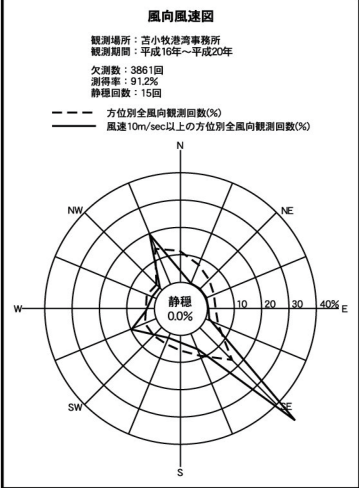 風向風速図
観測場所：苫小牧港湾事務所
観測期間：平成16年～平成20年
欠測数：3861回
測得率：91.2%
静穏回数：15回
方位別全風向観測回数(%)
風速10m/sec以上の方位別全風向観測回数(%)
N
NW
NE
静穏
0.0%
W
10
20
30
40%
E
SW
SE
S